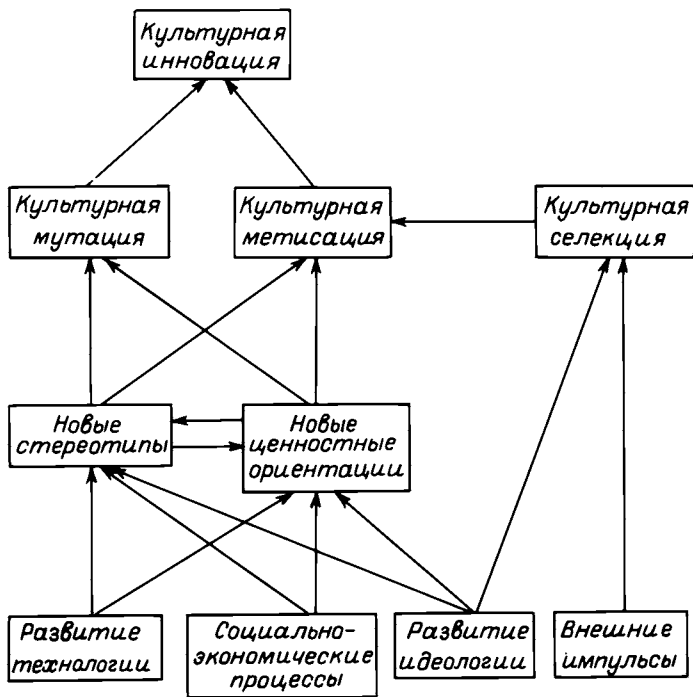 Культурная
инновация
Культурная
мутация
Культурная
метисация
Культурная
селекция
Новые
стереотипы
Новые
ценностные
ориентации
Развитие
технологии
Социально-
экономические
процессы
Развитие
идеологии
Внешние
импульсы